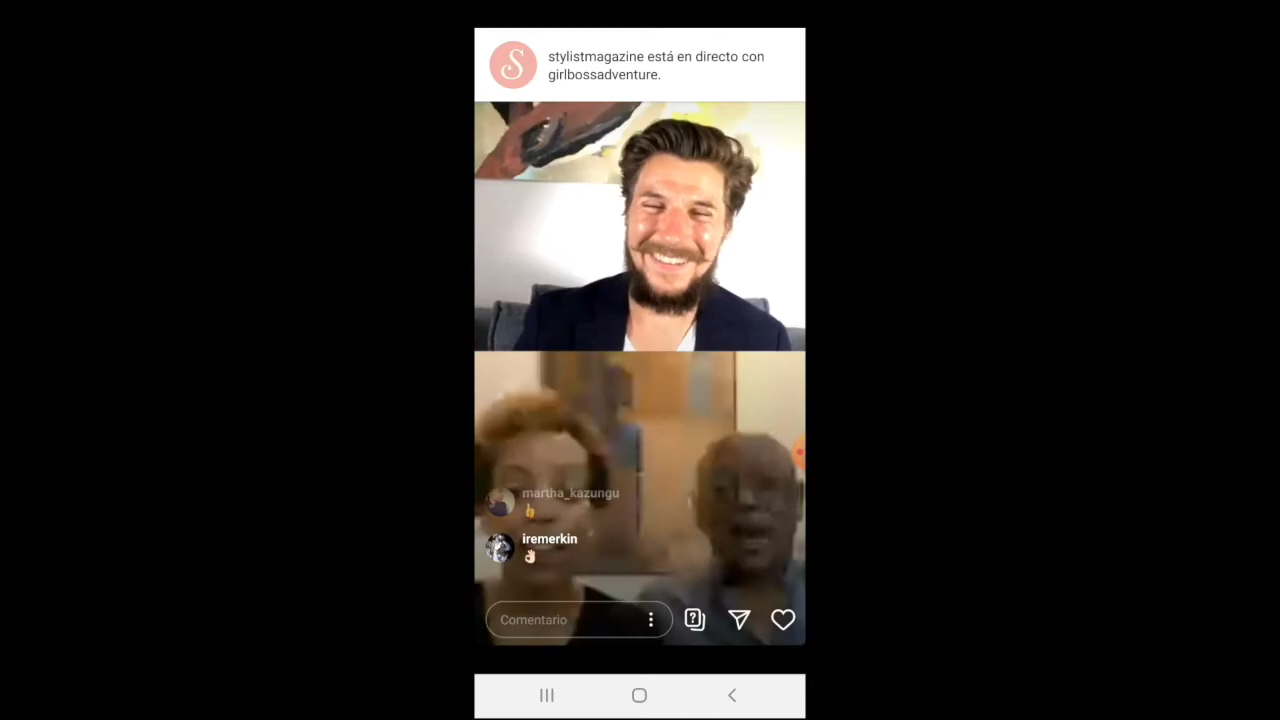 S
stylistmagazine está en directo con
girlbossadventure.
martha_kazungu
iremerkin
Comentario
?